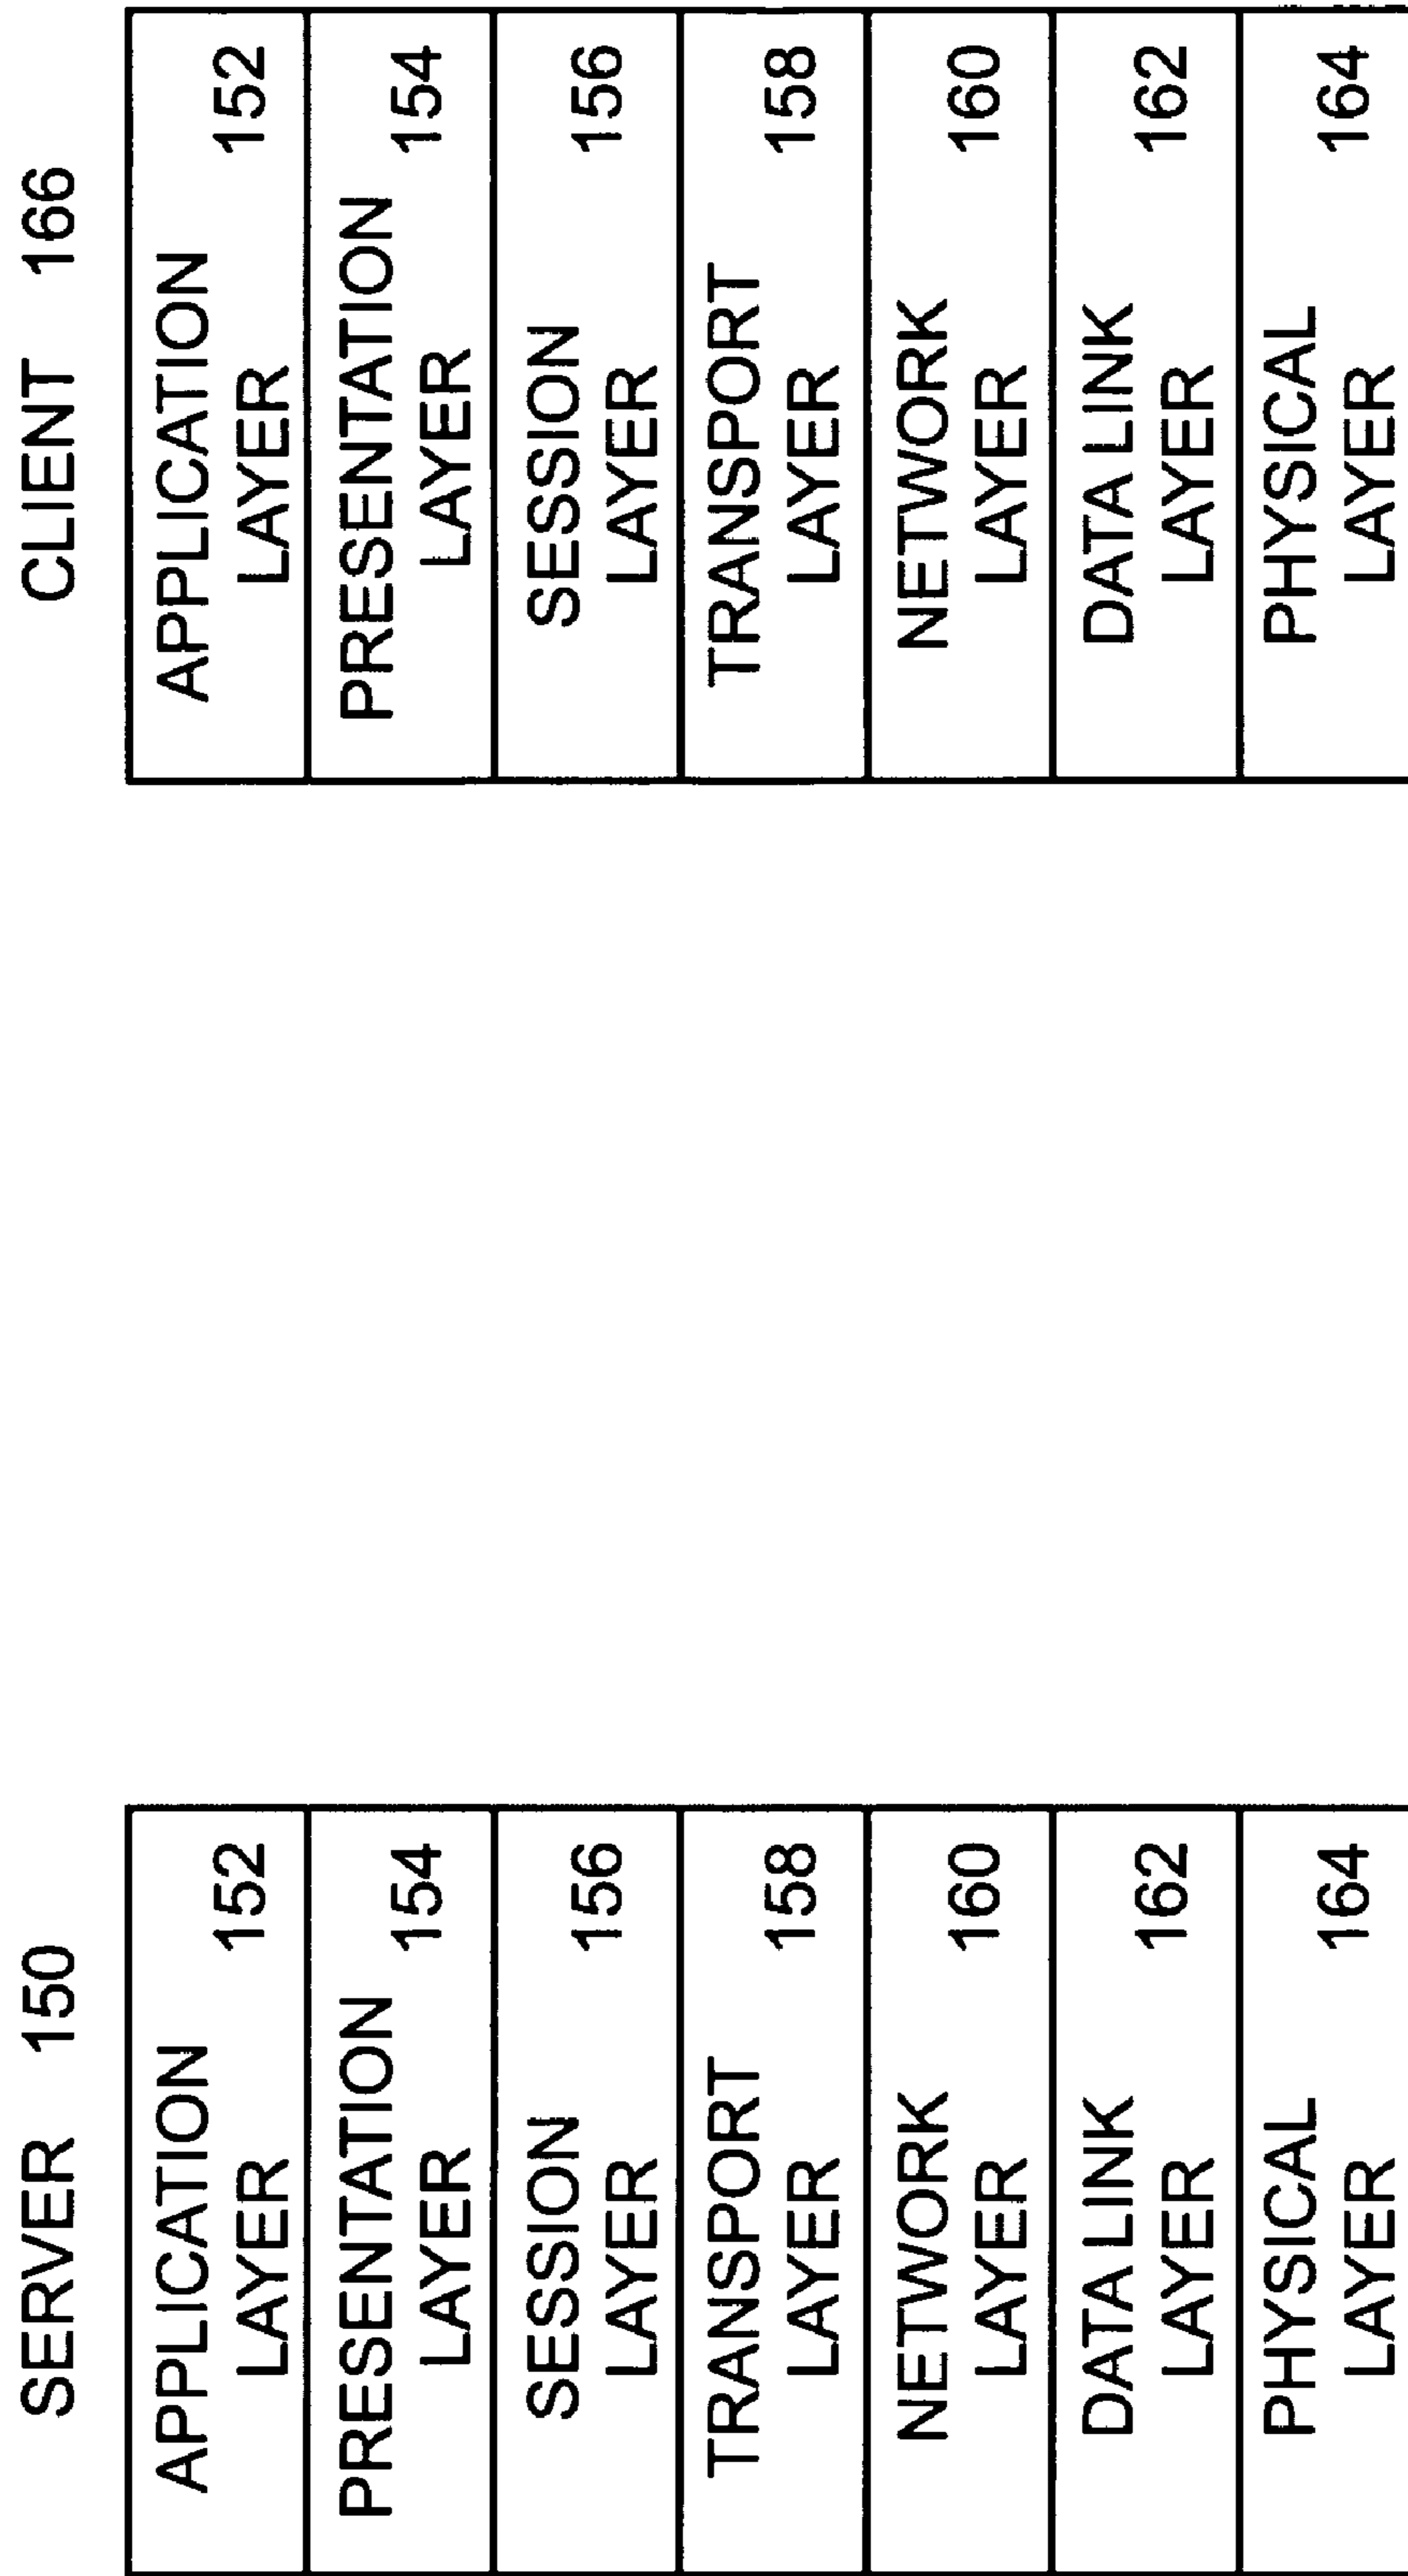 SERVER 150
APPLICATION
LAYER 152
PRESENTATION
LAYER 154
SESSION
LAYER 156
TRANSPORT
LAYER 158
NETWORK
LAYER 160
DATA LINK
LAYER 162
PHYSICAL
LAYER 164
CLIENT 166
APPLICATION
LAYER 152
PRESENTATION
LAYER 154
SESSION
LAYER 156
TRANSPORT
LAYER 158
NETWORK
LAYER 160
DATA LINK
LAYER 162
PHYSICAL
LAYER 164